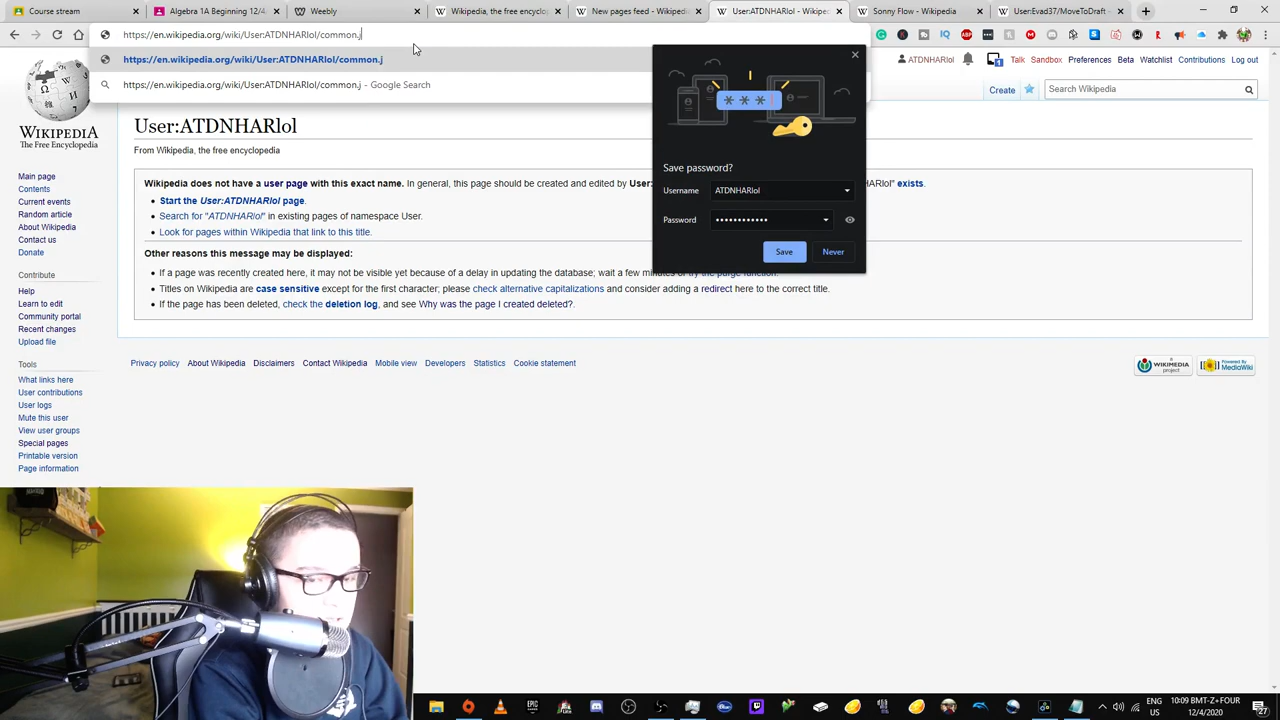 Course stream
Algebra 1A Beginning 12/4
Weebly
Wikipedia, the free encyclop
New pages feed - Wikipedia
User:ATDNHARlol - Wikipe
User:Evad37/MoveToDraft.
Sonny Flow - Wikipedia
https://en.wikipedia.org/wiki/User:ATDNHARlol/common.j
https://en.wikipedia.org/wiki/User:ATDNHARlol/common.j
https://en.wikipedia.org/wiki/User:ATDNHARlol/common.j - Google Search
ATDNHARlol Talk Sandbox Preferences Beta Watchlist Contributions Log out
Create
Search Wikipedia
WIKIPEDIA
The Free Encyclopedia
User:ATDNHARlol
From Wikipedia, the free encyclopedia
Wikipedia does not have a user page with this exact name. In general, this page should be created and edited by User:
HARlol" exists.
Start the User:ATDNHARlol page.
Search for "ATDNHARlol" in existing pages of namespace User.
Look for pages within Wikipedia that link to this title.
Other reasons this message may be displayed:
If a page was recently created here, it may not be visible yet because of a delay in updating the database; wait a few minutes or try the purge function.
Titles on Wikipedia are case sensitive except for the first character; please check alternative capitalizations and consider adding a redirect here to the correct title.
If the page has been deleted, check the deletion log, and see Why was the page I created deleted?.
Save password?
Username ATDNHARlol
Password ••••••••••••
Save Never
Main page
Contents
Current events
Random article
About Wikipedia
Contact us
Donate
Contribute
Help
Learn to edit
Community portal
Recent changes
Upload file
Tools
What links here
User contributions
User logs
Mute this user
View user groups
Special pages
Printable version
Page information
Privacy policy About Wikipedia Disclaimers Contact Wikipedia Mobile view Developers Statistics Cookie statement
A WIKIMEDIA project
Powered By MediaWiki
ENG
US
10:09 BMT-Z+FOUR
12/4/2020